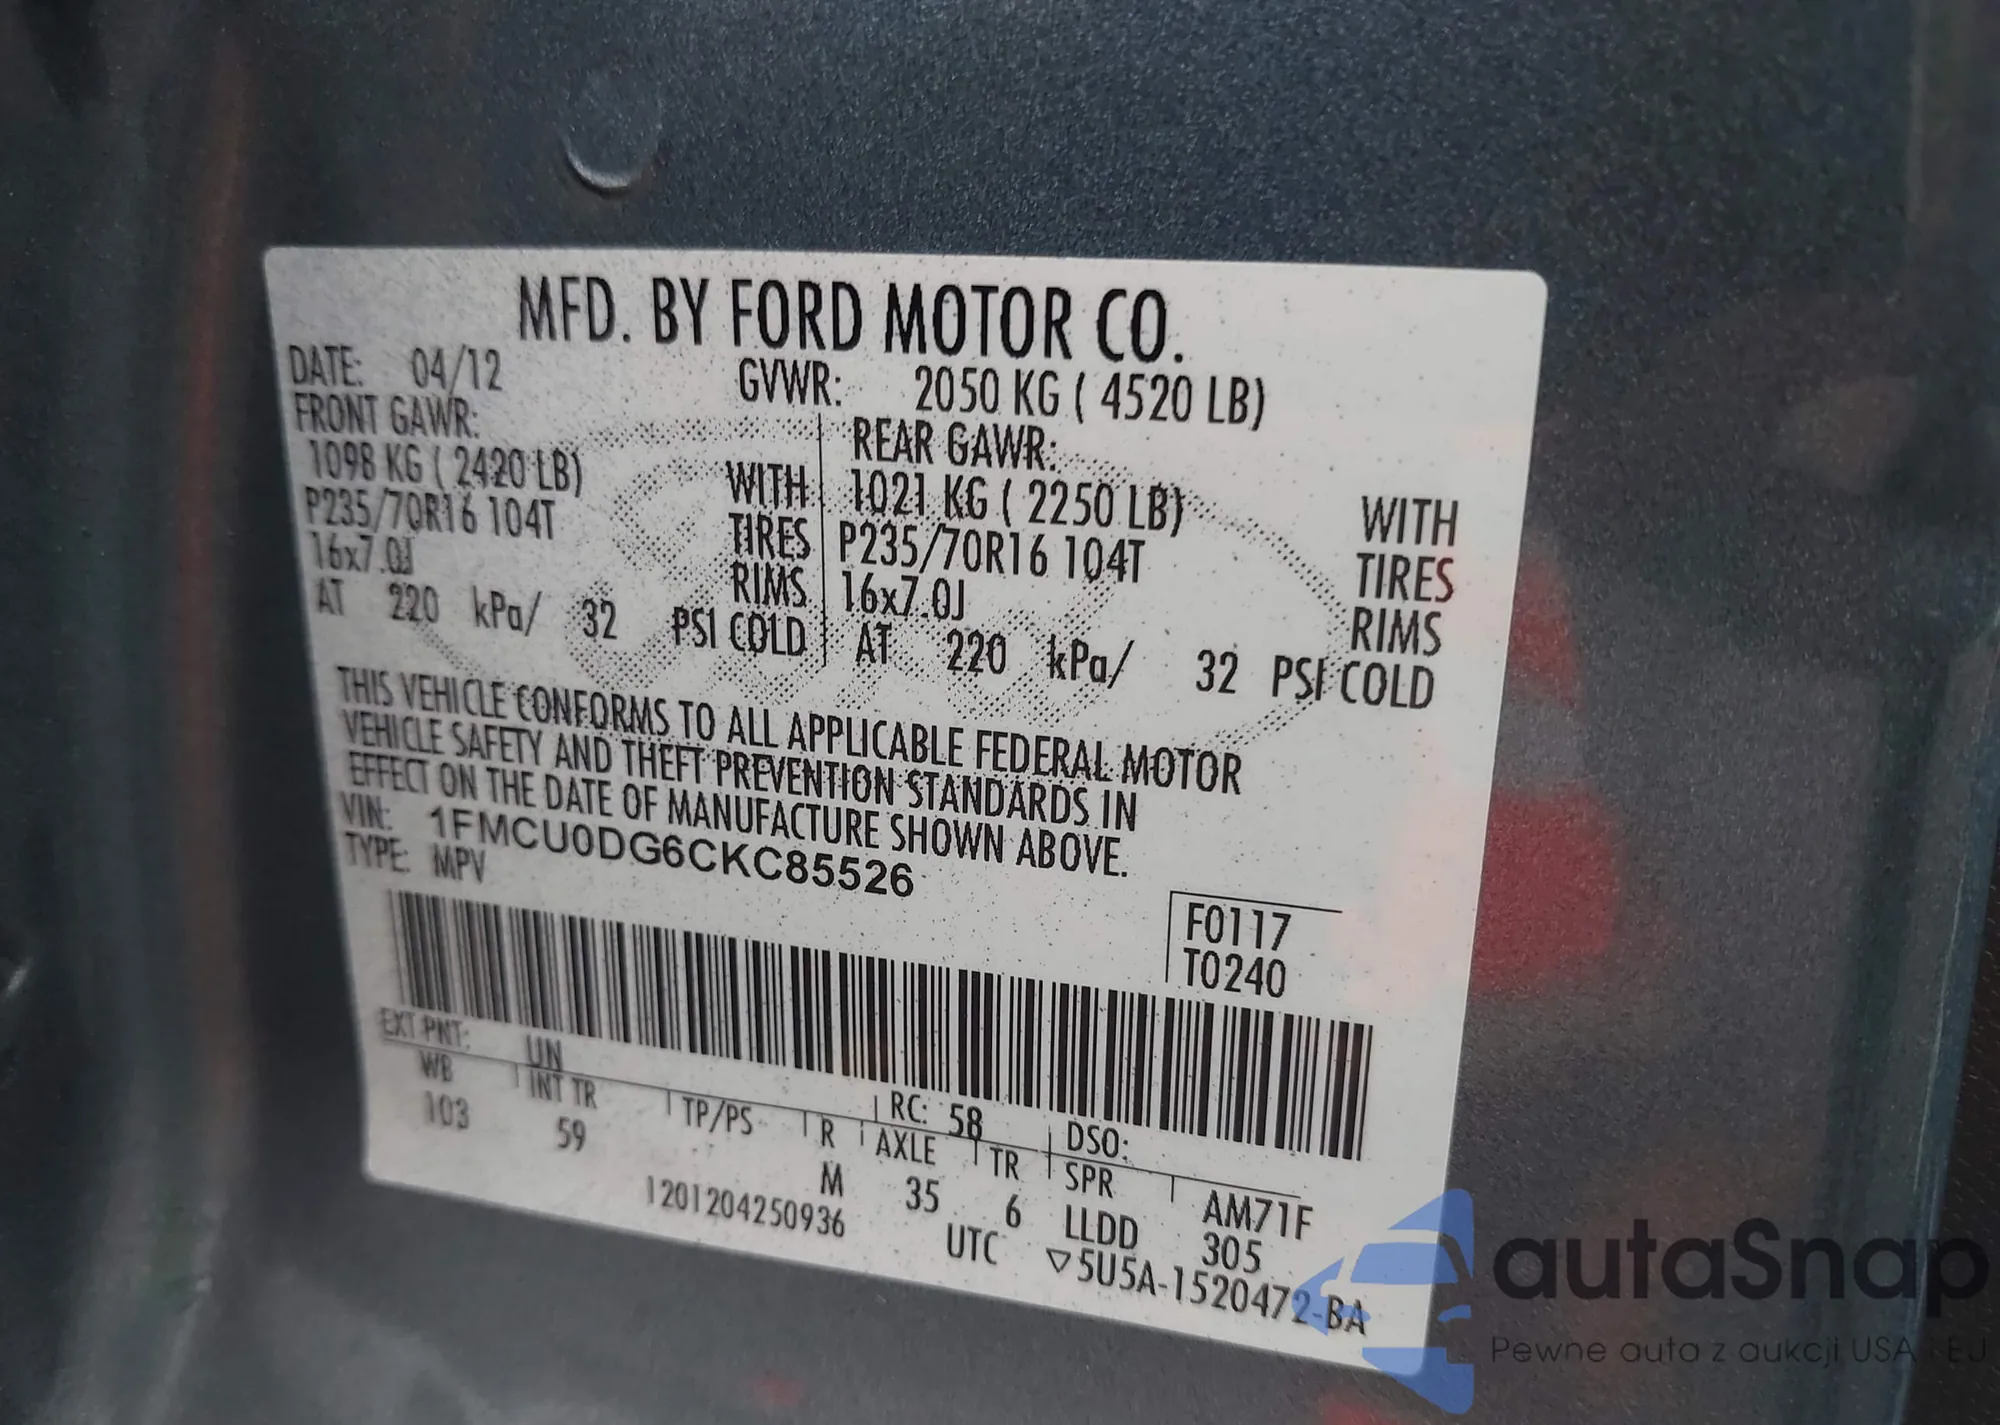 MFD. BY FORD MOTOR CO.
DATE: 04/12 GVWR: 2050 KG ( 4520 LB)
FRONT GAWR: REAR GAWR:
1098 KG ( 2420 LB) WITH 1021 KG ( 2250 LB) WITH
P235/70R16 104T TIRES P235/70R16 104T TIRES
16x7.0J RIMS 16x7.0J RIMS
AT 220 kPa/ 32 PSI COLD AT 220 kPa/ 32 PSI COLD
THIS VEHICLE CONFORMS TO ALL APPLICABLE FEDERAL MOTOR
VEHICLE SAFETY AND THEFT PREVENTION STANDARDS IN
EFFECT ON THE DATE OF MANUFACTURE SHOWN ABOVE.
VIN: 1FMCU0DG6CKC85526
TYPE: MPV
F0117
T0240
EXT PNT: UN RC: 58 DSO:
WB INT TR TP/PS R AXLE TR SPR AM71F
103 59 M 35 6 LLDD 305
1201204250936 UTC ▽5U5A-1520472-BA
autaSnap
Pewne auta z aukcji USA i EU